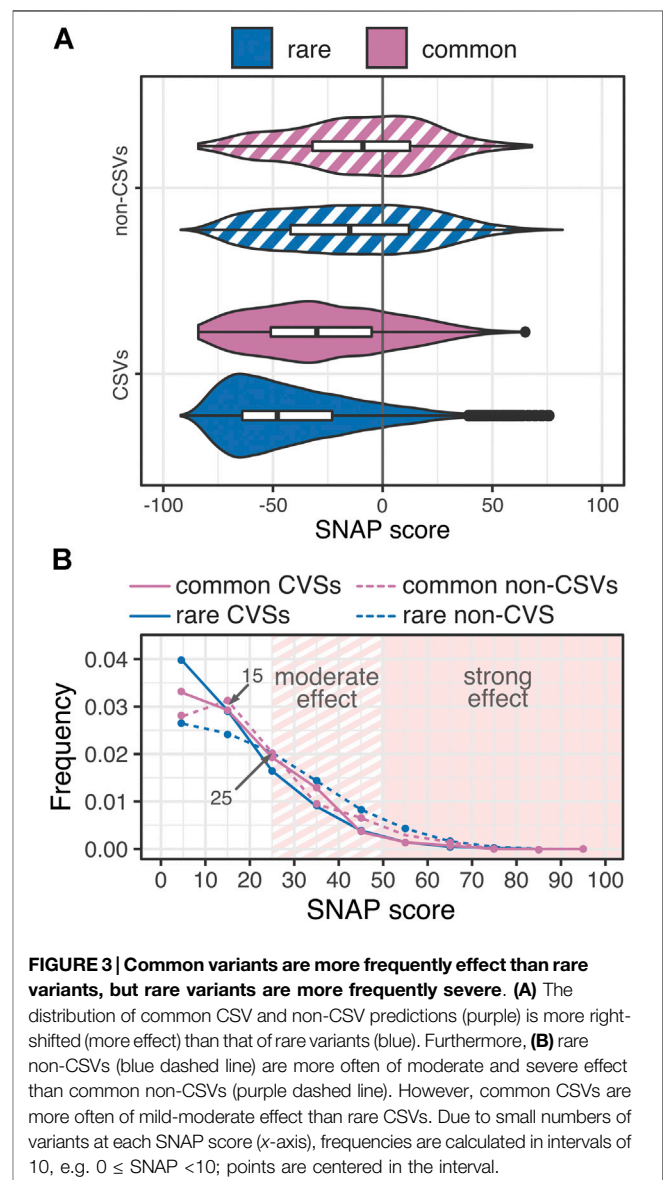 A
rare common
non-CSVs
CSVs
-100 -50 0 50 100
SNAP score
B
common CVSs common non-CSVs
rare CVSs rare non-CVS
Frequency
0.04
0.03
0.02
0.01
0.00
15
25
moderate
effect
strong
effect
0 10 20 30 40 50 60 70 80 90 100
SNAP score
FIGURE 3 | Common variants are more frequently effect than rare
variants, but rare variants are more frequently severe. (A) The
distribution of common CSV and non-CSV predictions (purple) is more right-
shifted (more effect) than that of rare variants (blue). Furthermore, (B) rare
non-CSVs (blue dashed line) are more often of moderate and severe effect
than common non-CSVs (purple dashed line). However, common CSVs are
more often of mild-moderate effect than rare CSVs. Due to small numbers of
variants at each SNAP score (x-axis), frequencies are calculated in intervals of
10, e.g. 0 ≤ SNAP <10; points are centered in the interval.